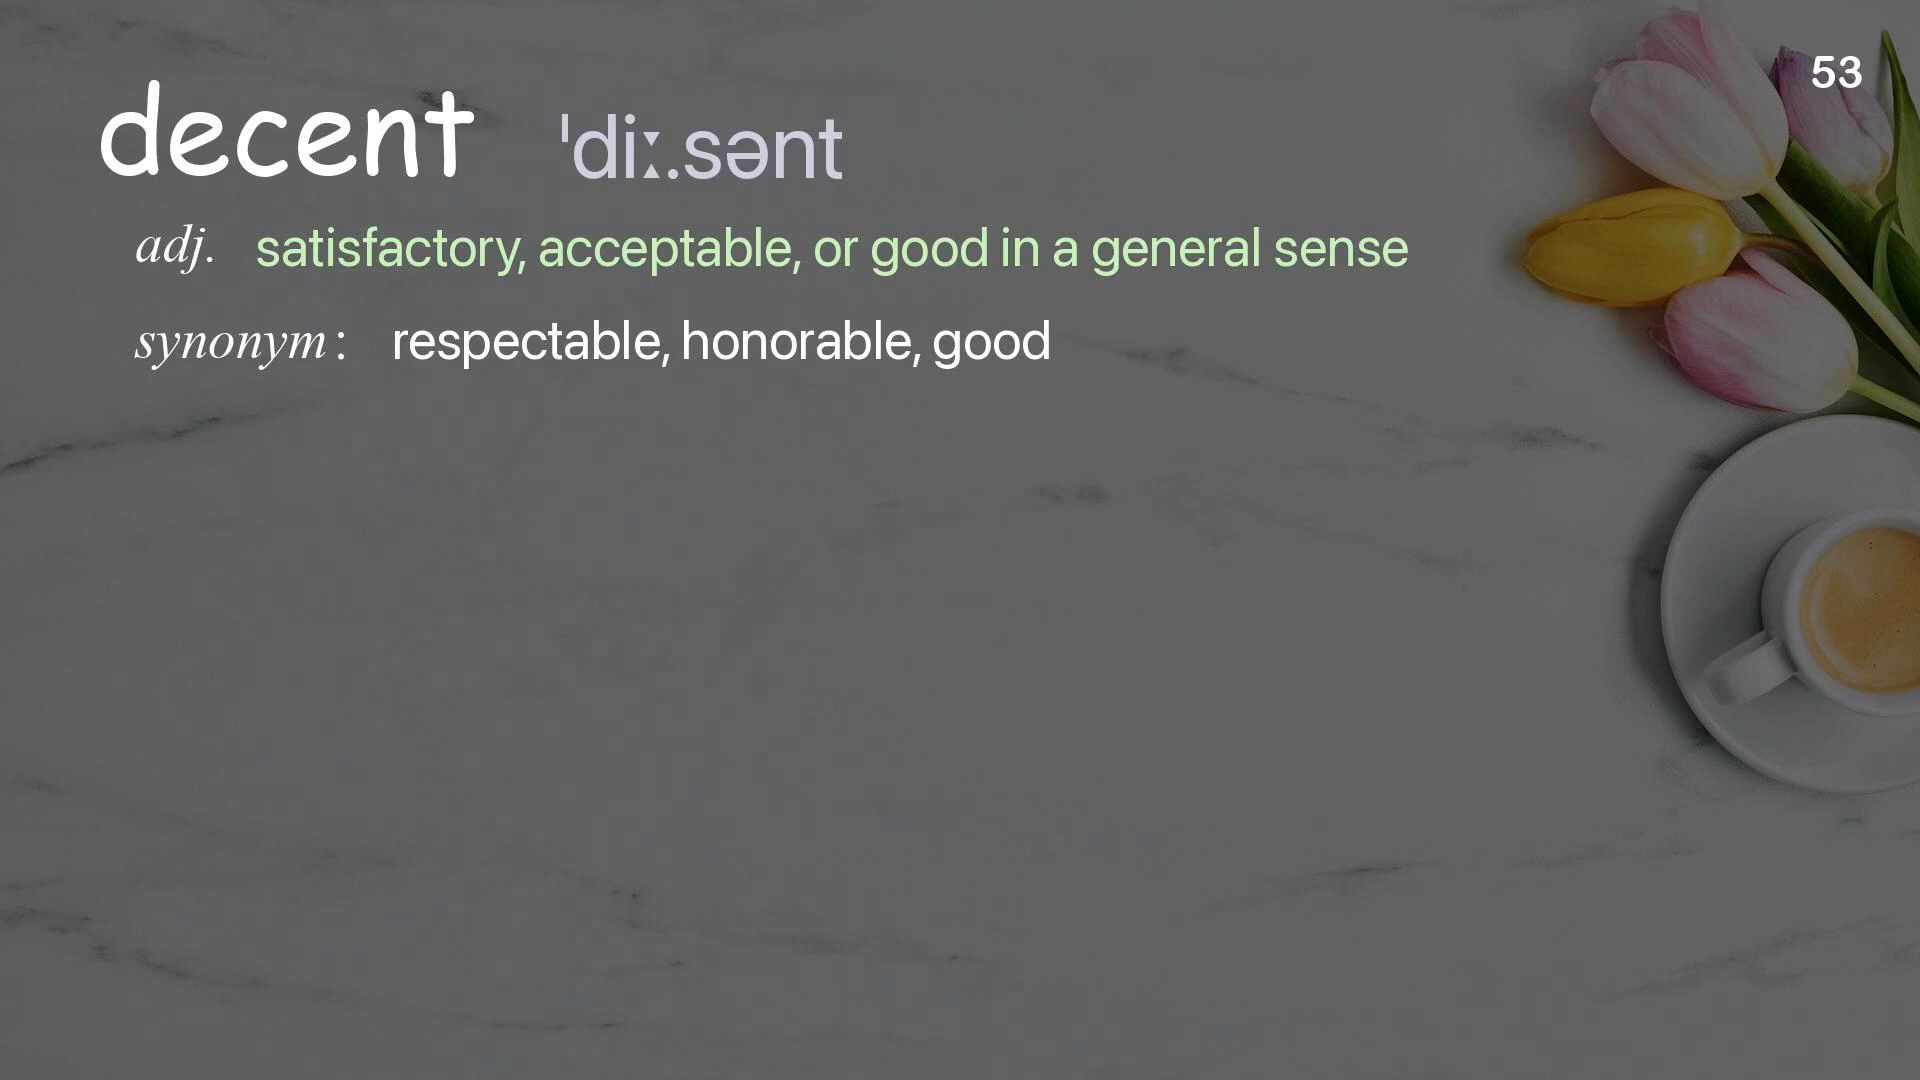 53
decent ˈdiː.sənt
adj. satisfactory, acceptable, or good in a general sense
synonym : respectable, honorable, good